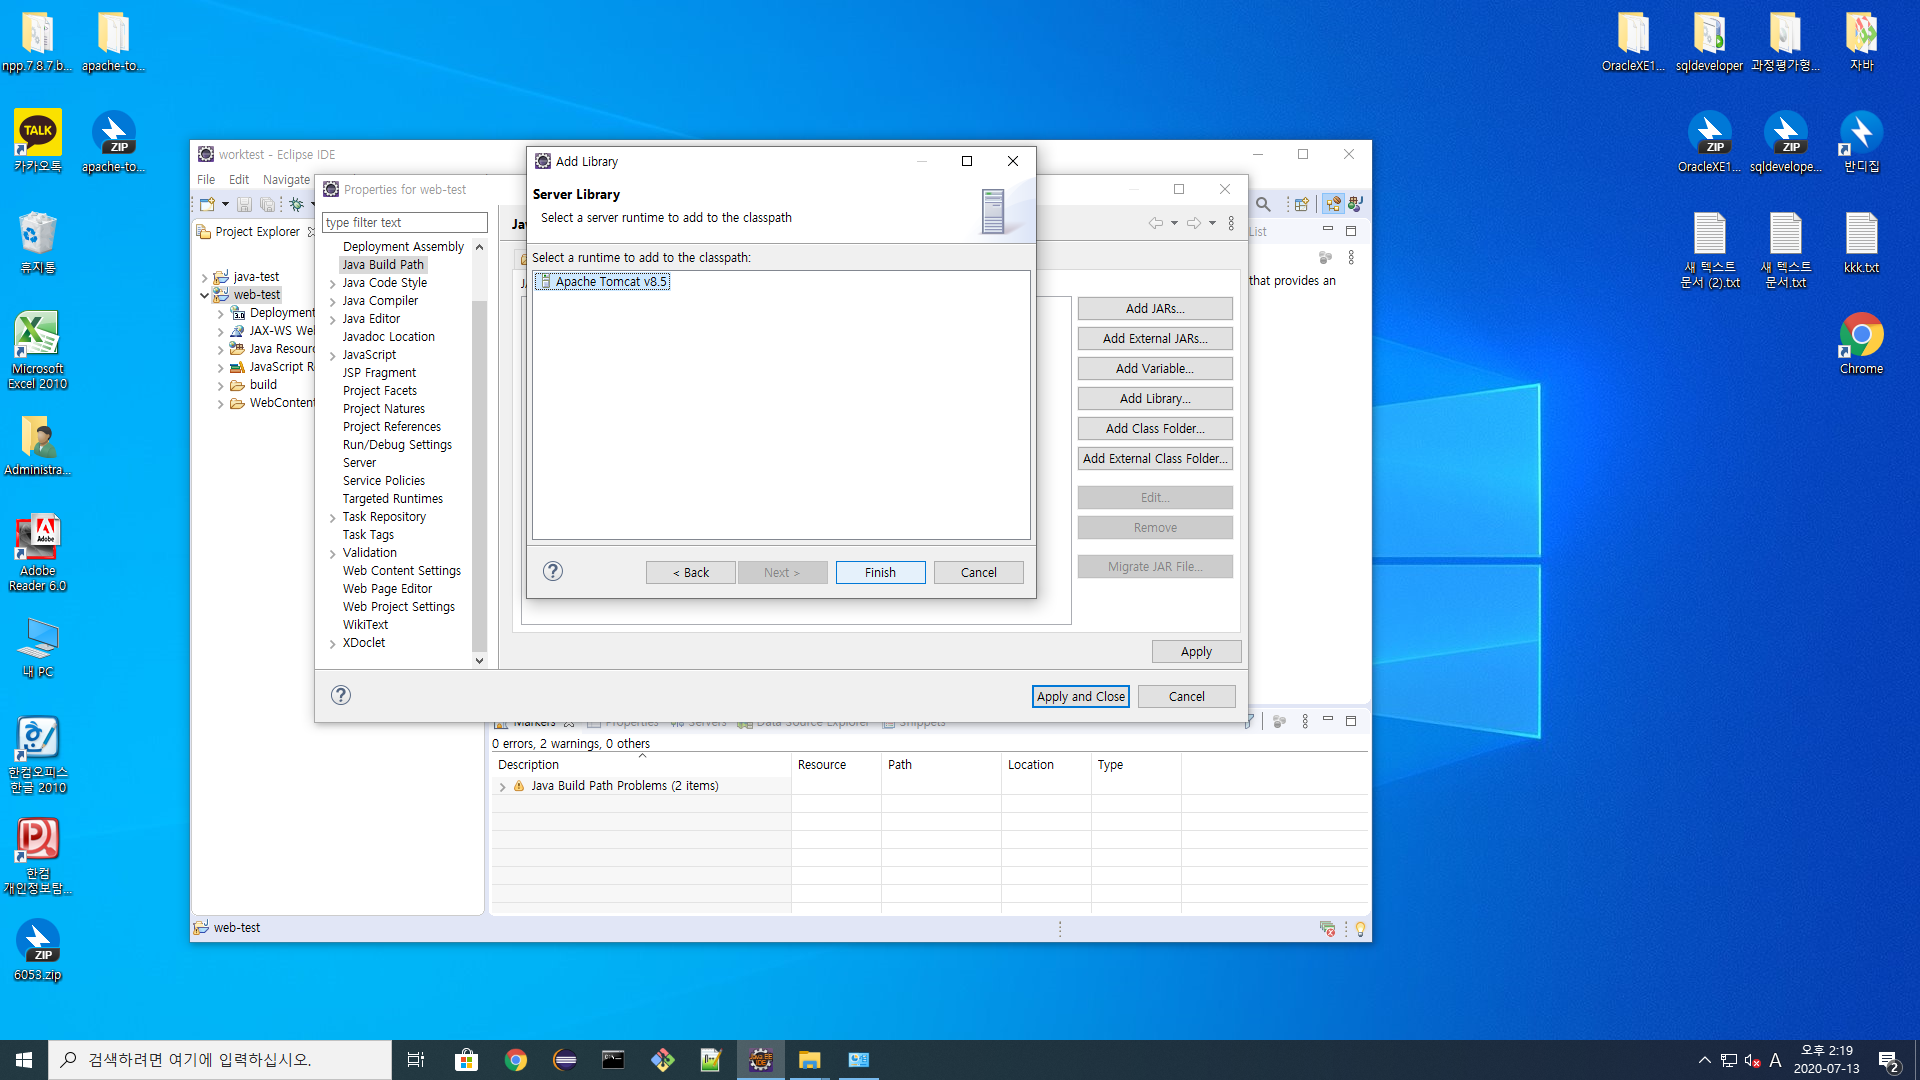 npp.7.8.7.b...
apache-to...
카카오톡
apache-to...
휴지통
Microsoft
Excel 2010
Administra...
Adobe
Reader 6.0
내 PC
한컴오피스
한글 2010
한컴
개인정보탐...
6053.zip
OracleXE1...
sqldeveloper
과정평가형...
자바
OracleXE1...
sqldevelope...
반디집
새 텍스트
문서 (2).txt
새 텍스트
문서.txt
kkk.txt
Chrome
worktest - Eclipse IDE
File Edit Navigate
Project Explorer
java-test
web-test
Deployment
JAX-WS We
Java Resour
JavaScript R
build
WebContent
Properties for web-test
type filter text
Deployment Assembly
Java Build Path
Java Code Style
Java Compiler
Java Editor
Javadoc Location
JavaScript
JSP Fragment
Project Facets
Project Natures
Project References
Run/Debug Settings
Server
Service Policies
Targeted Runtimes
Task Repository
Task Tags
Validation
Web Content Settings
Web Page Editor
Web Project Settings
WikiText
XDoclet
Add Library
Server Library
Select a server runtime to add to the classpath
Select a runtime to add to the classpath:
Apache Tomcat v8.5
< Back Next > Finish Cancel
List
that provides an
Add JARs...
Add External JARs...
Add Variable...
Add Library...
Add Class Folder...
Add External Class Folder...
Edit...
Remove
Migrate JAR File...
Apply
Apply and Close Cancel
Markers Properties Servers Data Source Explorer Snippets
0 errors, 2 warnings, 0 others
Description Resource Path Location Type
Java Build Path Problems (2 items)
web-test
검색하려면 여기에 입력하십시오.
A
오후 2:19
2020-07-13
2